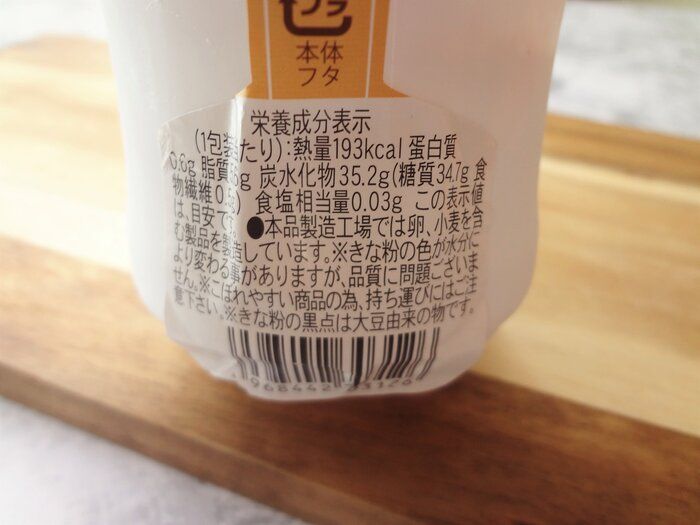 プラ
本体
フタ
栄養成分表示
(1包装たり):熱量193kcal 蛋白質
g 脂質 g 炭水化物35.2g(糖質34.7g 食
物繊維0. ) 食塩相当量0.03g この表示値
は、目安で ●本品製造工場では卵、小麦を含
む製品を製造しています。※きな粉の色が水分に
より変わる事がありますが、品質に問題ございま
せん。※こぼれやすい商品の為、持ち運びにはご注
意下さい。※きな粉の黒点は大豆由来の物です。